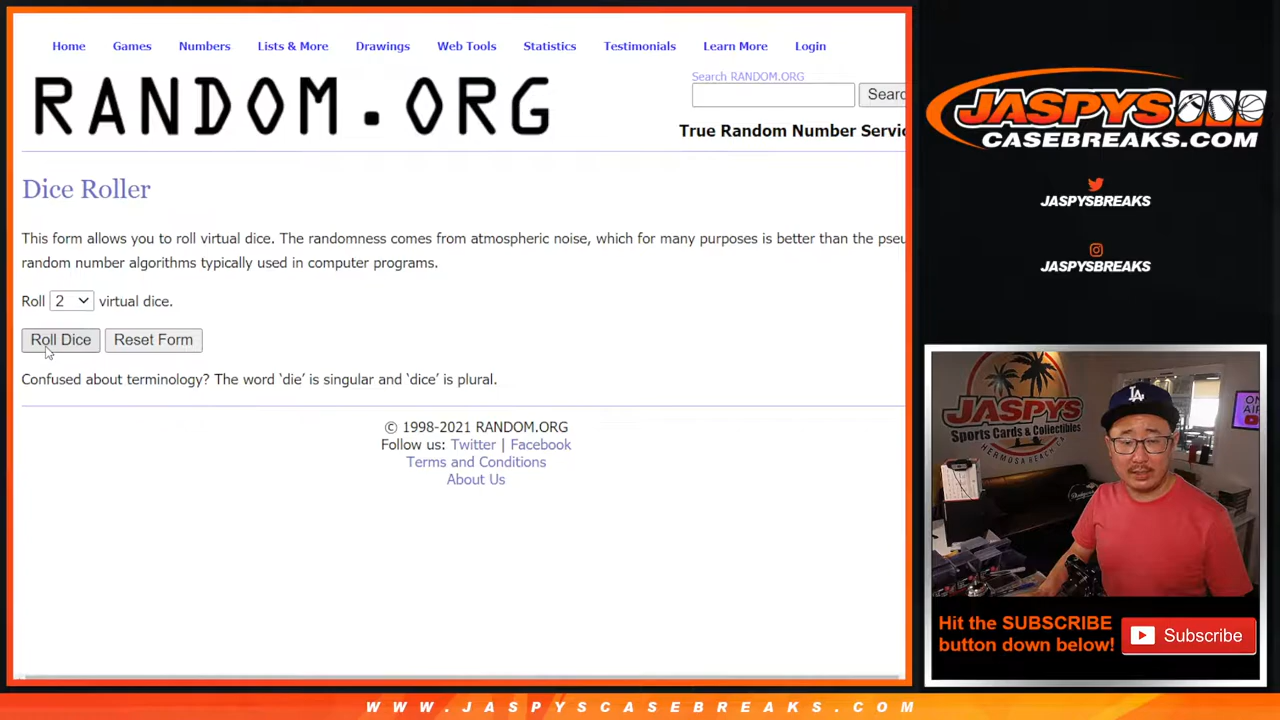 Home Games Numbers Lists & More Drawings Web Tools Statistics Testimonials Learn More Login
RANDOM.ORG
Search RANDOM.ORG
Searc
True Random Number Servic
Dice Roller
This form allows you to roll virtual dice. The randomness comes from atmospheric noise, which for many purposes is better than the pseu
random number algorithms typically used in computer programs.
Roll 2 virtual dice.
Roll Dice Reset Form
Confused about terminology? The word ‘die’ is singular and ‘dice’ is plural.
© 1998-2021 RANDOM.ORG
Follow us: Twitter | Facebook
Terms and Conditions
About Us
JASPYS
CASEBREAKS.COM
JASPYSBREAKS
JASPYSBREAKS
JASPYS
Sports Cards & Collectibles
HERMOSA BEACH, CA
LA
ON
AIR
Hit the SUBSCRIBE
button down below!
Subscribe
WWW.JASPYSCASEBREAKS.COM